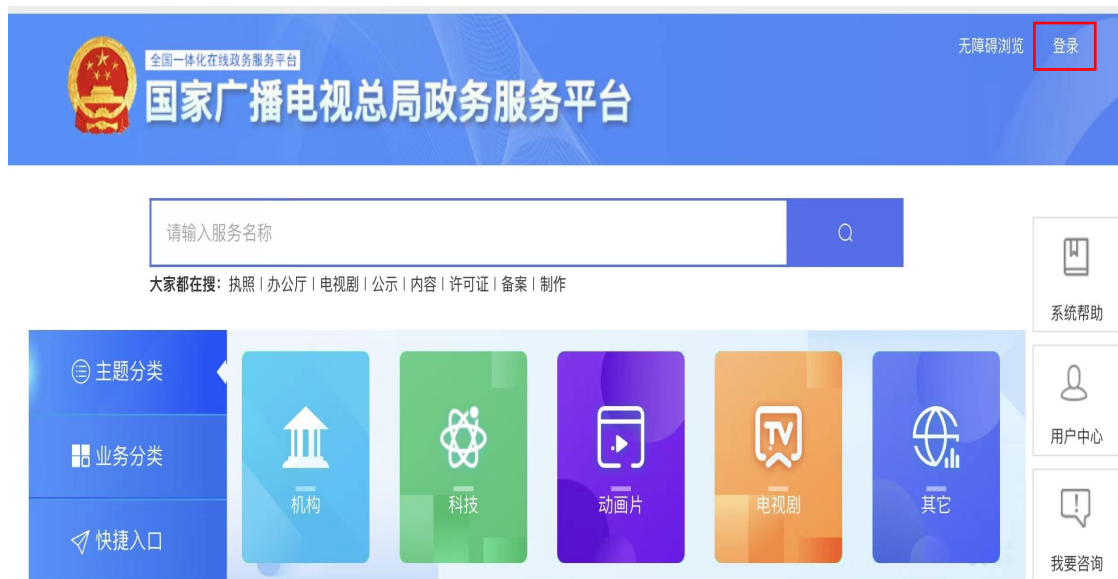 无障碍浏览 登录
全国一体化在线政务服务平台
国家广播电视总局政务服务平台
请输入服务名称
大家都在搜：执照 | 办公厅 | 电视剧 | 公示 | 内容 | 许可证 | 备案 | 制作
系统帮助
主题分类
业务分类
快捷入口
TV
机构 科技 动画片 电视剧 其它
用户中心
我要咨询